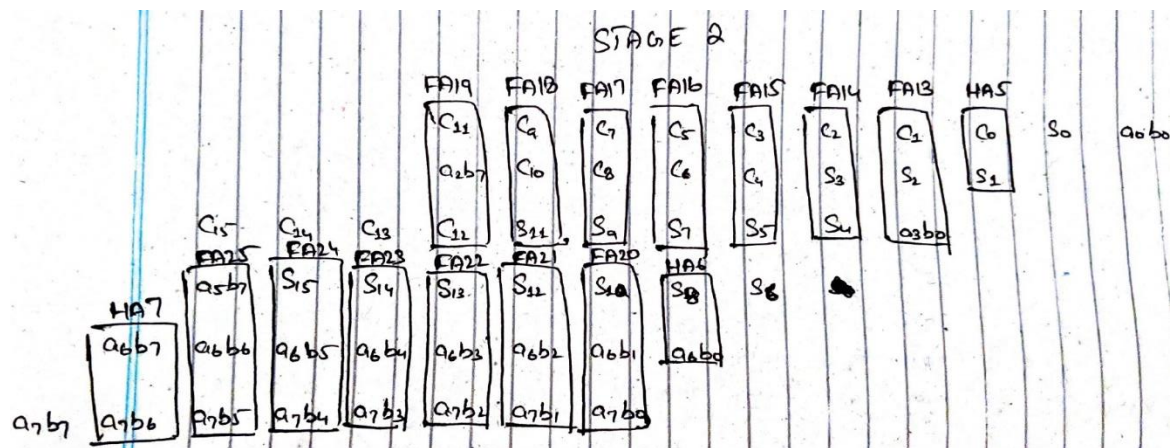 STAGE 2
FA19 FA18 FA17 FA16 FA15 FA14 FA13 HA5
C11 C9 C7 C5 C3 C2 C1 C0 S0 a0b0
a2b7 C10 C8 C6 C4 S3 S2 S1
C15 C14 C13 C12 S11 S9 S7 S5 S4 a3b0
FA25 FA24 FA23 FA22 FA21 FA20 HA6
a5b7 S15 S14 S13 S12 S10 S8 S6
HA7
a6b7 a6b6 a6b5 a6b4 a6b3 a6b2 a6b1 a6b0
a7b7 a7b6 a7b5 a7b4 a7b3 a7b2 a7b1 a7b0